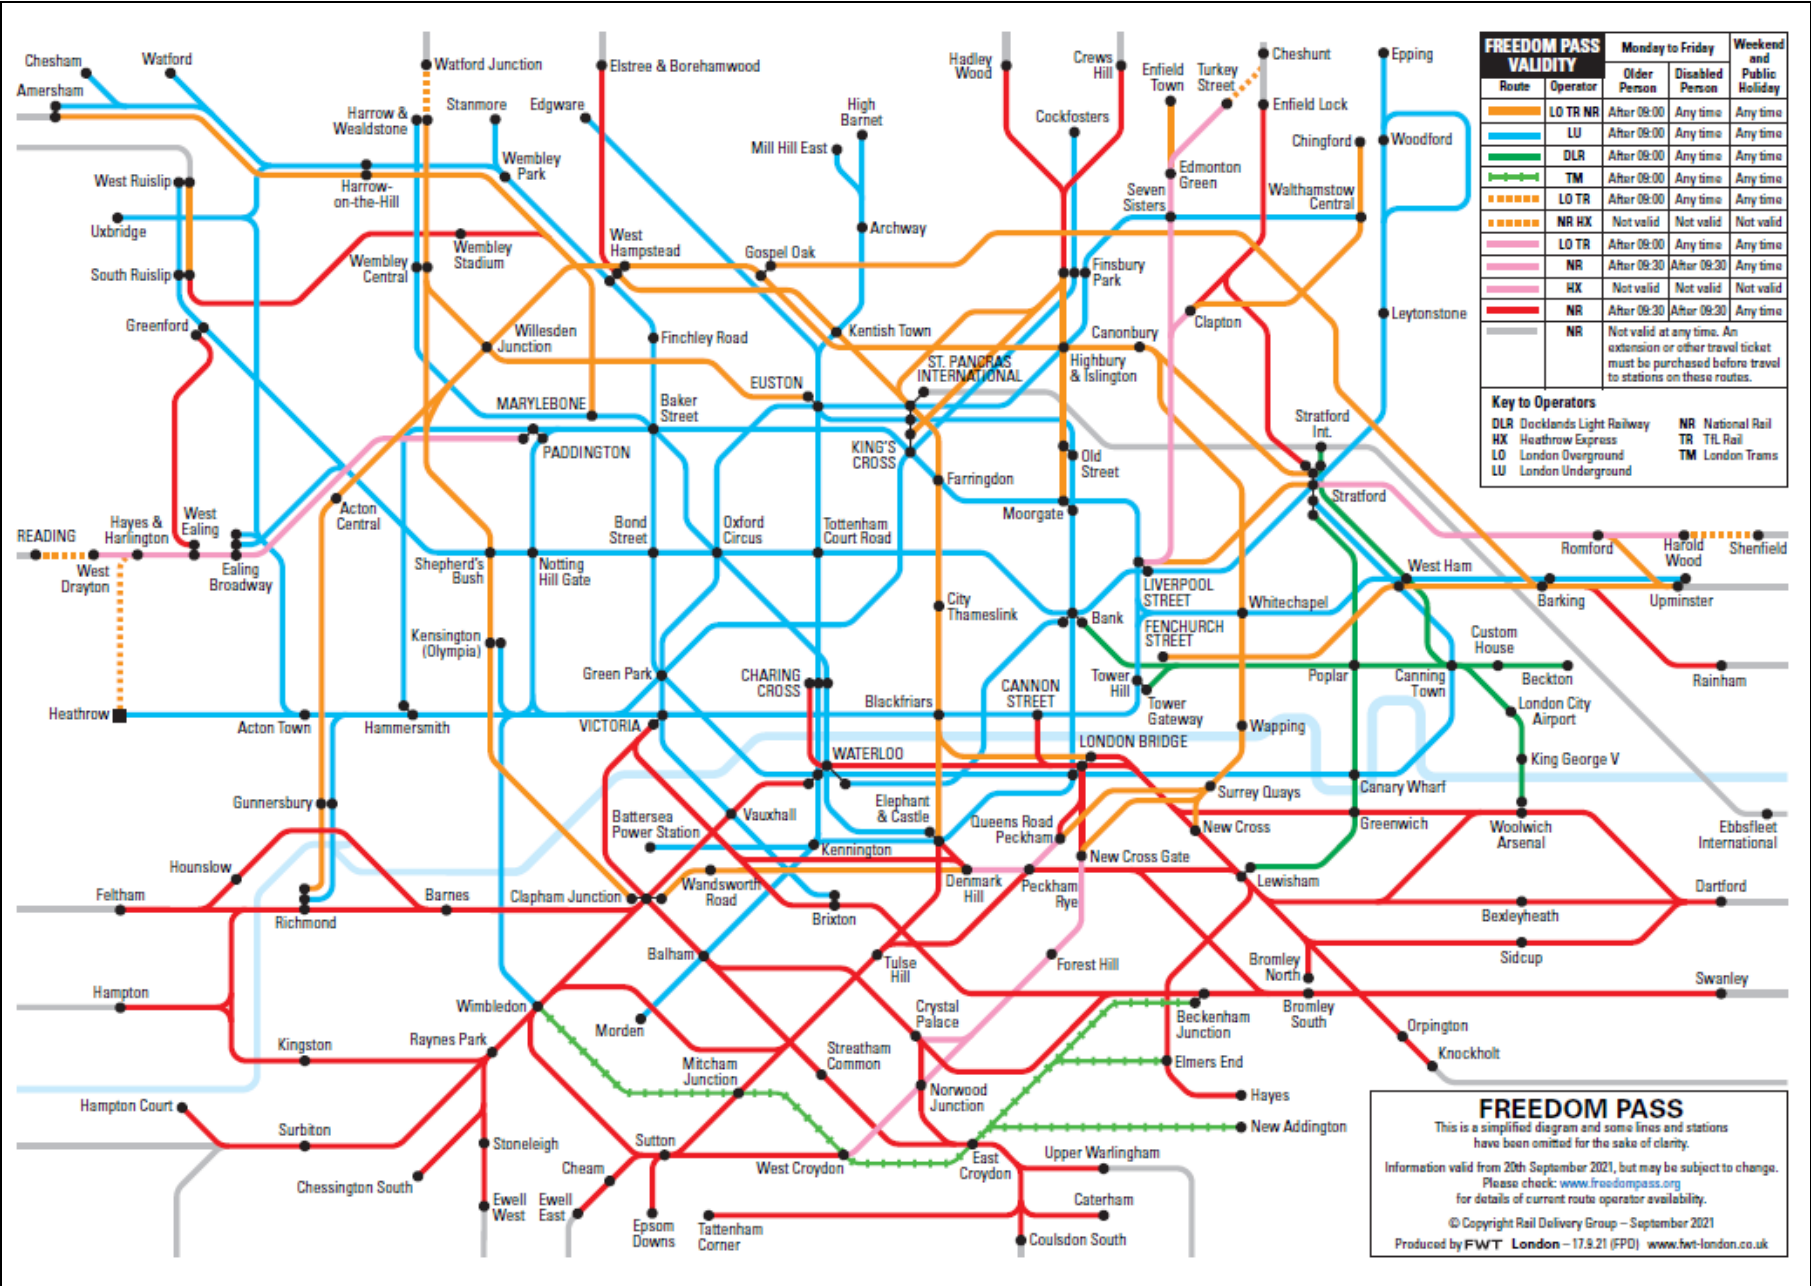 Chesham
Watford
Amersham
Watford Junction
Elstree & Borehamwood
Hadley
Wood
Crews
Hill
Enfield
Town
Turkey
Street
Cheshunt
Epping
Harrow &
Wealdstone
Stanmore
Edgware
High
Barnet
Cockfosters
Enfield Lock
Mill Hill East
Chingford
Woodford
West Ruislip
Harrow-
on-the-Hill
Wembley
Park
Edmonton
Green
Seven
Sisters
Walthamstow
Central
Uxbridge
Archway
Wembley
Stadium
West
Hampstead
Gospel Oak
South Ruislip
Wembley
Central
Finsbury
Park
Greenford
Willesden
Junction
Finchley Road
Kentish Town
Canonbury
Clapton
Leytonstone
ST. PANCRAS
INTERNATIONAL
Highbury
& Islington
EUSTON
MARYLEBONE
Baker
Street
Stratford
Int.
PADDINGTON
KING'S
CROSS
Old
Street
Farringdon
Stratford
Acton
Central
Moorgate
READING
Hayes &
Harlington
West
Ealing
Bond
Street
Oxford
Circus
Tottenham
Court Road
West
Drayton
Ealing
Broadway
Shepherd's
Bush
Notting
Hill Gate
Romford
Harold
Wood
Shenfield
LIVERPOOL
STREET
West Ham
City
Thameslink
Bank
Whitechapel
Barking
Upminster
FENCHURCH
STREET
Kensington
(Olympia)
Custom
House
Green Park
CHARING
CROSS
CANNON
STREET
Tower
Hill
Poplar
Canning
Town
Beckton
Rainham
Heathrow
Acton Town
Hammersmith
VICTORIA
Blackfriars
Tower
Gateway
London City
Airport
Wapping
WATERLOO
LONDON BRIDGE
King George V
Gunnersbury
Surrey Quays
Canary Wharf
Battersea
Power Station
Vauxhall
Elephant
& Castle
Queens Road
Peckham
New Cross
Greenwich
Woolwich
Arsenal
Ebbsfleet
International
Hounslow
Kennington
New Cross Gate
Feltham
Richmond
Barnes
Clapham Junction
Wandsworth
Road
Denmark
Hill
Peckham
Rye
Lewisham
Dartford
Brixton
Bexleyheath
Balham
Tulse
Hill
Forest Hill
Bromley
North
Sidcup
Hampton
Wimbledon
Morden
Crystal
Palace
Beckenham
Junction
Bromley
South
Swanley
Kingston
Raynes Park
Mitcham
Junction
Streatham
Common
Elmers End
Orpington
Knockholt
Hampton Court
Norwood
Junction
Hayes
Surbiton
Stoneleigh
Sutton
West Croydon
East
Croydon
New Addington
Cheam
Upper Warlingham
Chessington South
Ewell
West
Ewell
East
Epsom
Downs
Tattenham
Corner
Caterham
Coulsdon South
FREEDOM PASS
VALIDITY
Monday to Friday
Weekend
and
Public
Holiday
Route
Operator
Older
Person
Disabled
Person
LO TR NR After 09:00 Any time Any time
LU After 09:00 Any time Any time
DLR After 09:00 Any time Any time
TM After 09:00 Any time Any time
LO TR After 09:00 Any time Any time
NR HX Not valid Not valid Not valid
LO TR After 09:00 Any time Any time
NR After 09:30 After 09:30 Any time
HX Not valid Not valid Not valid
NR After 09:30 After 09:30 Any time
NR Not valid at any time. An
extension or other travel ticket
must be purchased before travel
to stations on these routes.
Key to Operators
DLR Docklands Light Railway NR National Rail
HX Heathrow Express TR TfL Rail
LO London Overground TM London Trams
LU London Underground
FREEDOM PASS
This is a simplified diagram and some lines and stations
have been omitted for the sake of clarity.
Information valid from 20th September 2021, but may be subject to change.
Please check: www.freedompass.org
for details of current route operator availability.
© Copyright Rail Delivery Group – September 2021
Produced by FWT London – 17.9.21 (FPD) www.fwt-london.co.uk